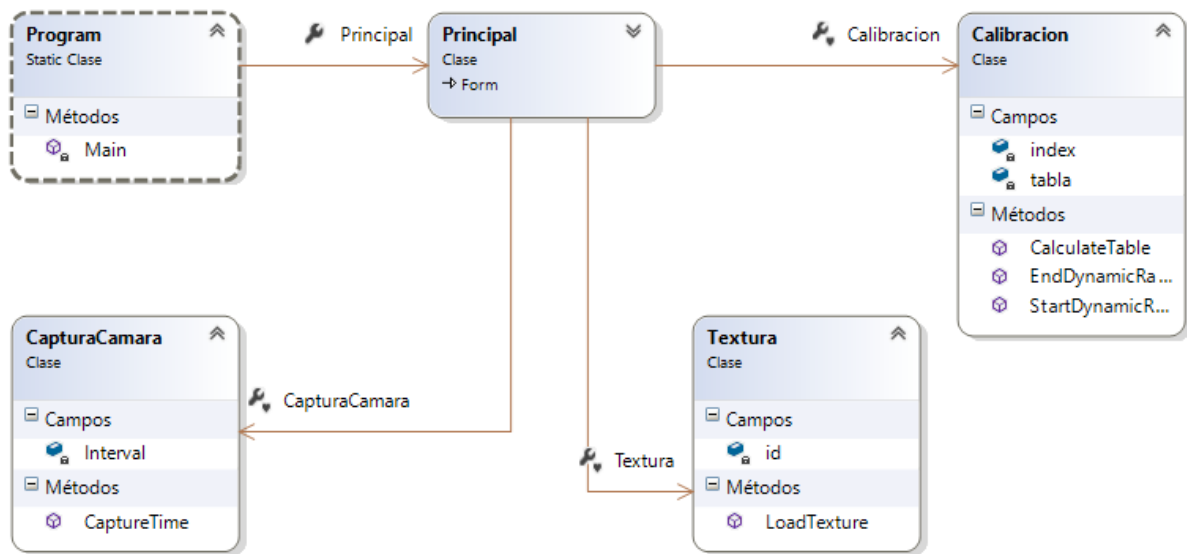 Program
Static Clase
Métodos
Main
Principal
Principal
Clase
Form
Calibracion
Calibracion
Clase
Campos
index
tabla
Métodos
CalculateTable
EndDynamicRa...
StartDynamicR...
CapturaCamara
Clase
Campos
Interval
Métodos
CaptureTime
CapturaCamara
Textura
Textura
Clase
Campos
id
Métodos
LoadTexture